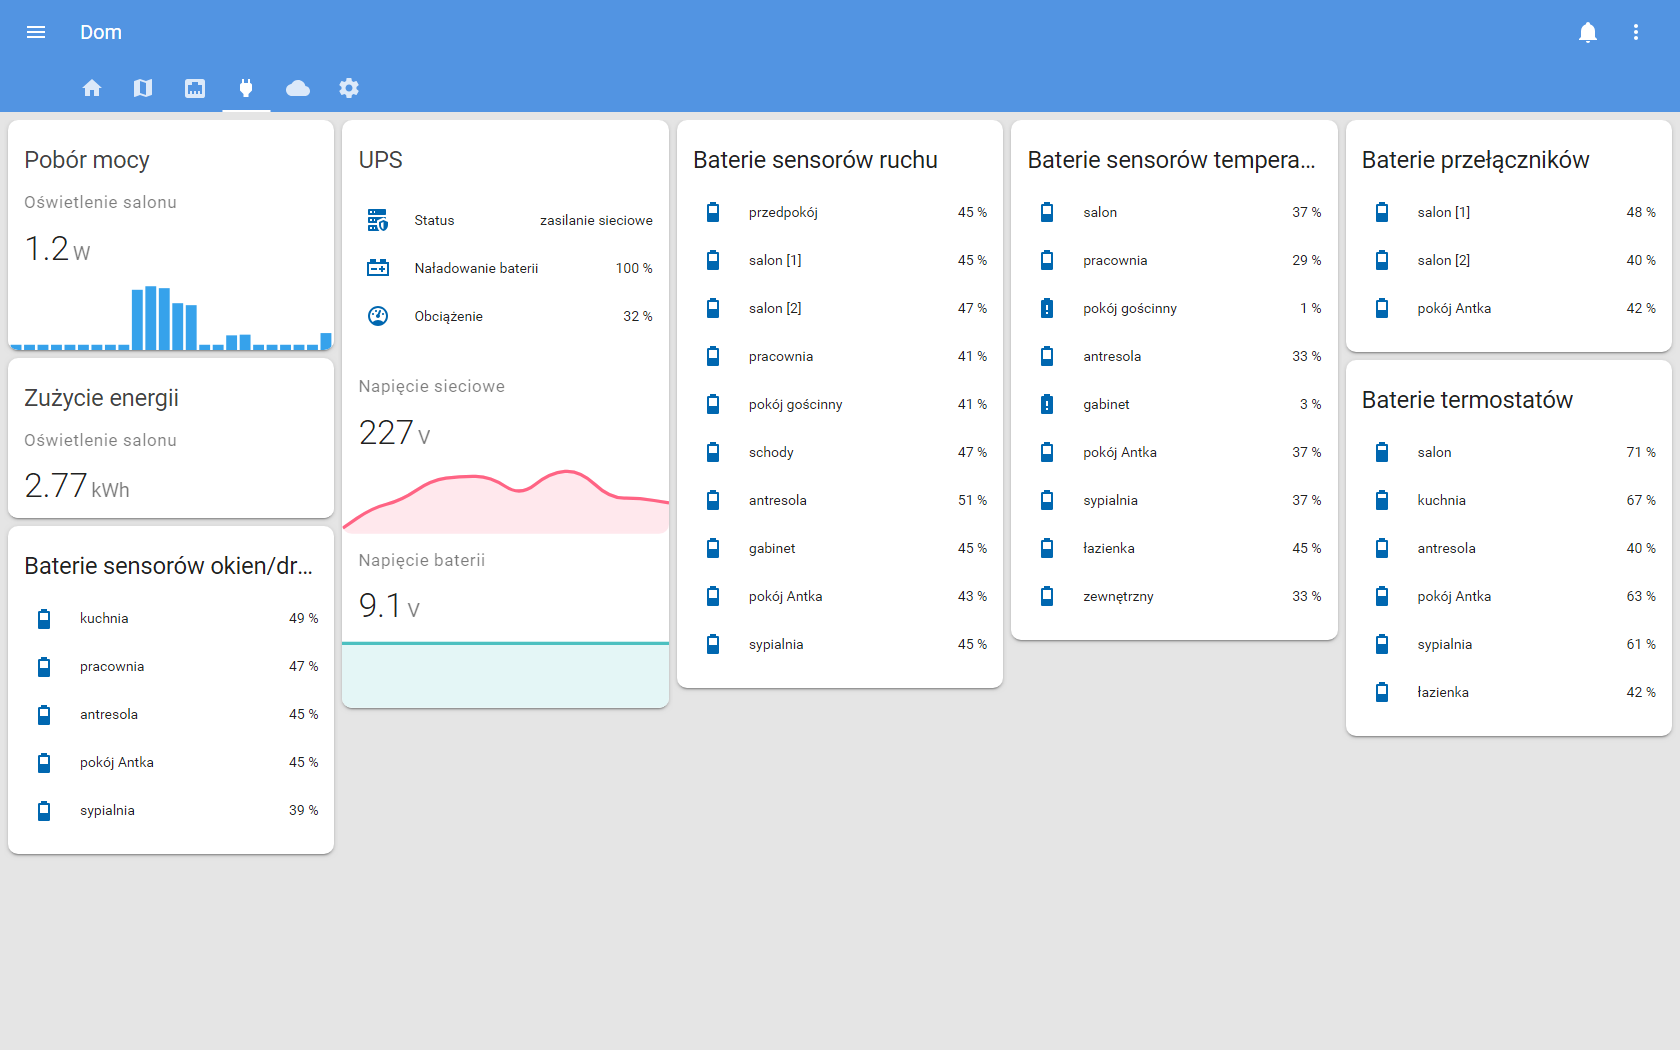 Dom
Pobór mocy
Oświetlenie salonu
1.2 W
Zużycie energii
Oświetlenie salonu
2.77 kWh
Baterie sensorów okien/dr...
kuchnia 49 %
pracownia 47 %
antresola 45 %
pokój Antka 45 %
sypialnia 39 %
UPS
Status zasilanie sieciowe
Naładowanie baterii 100 %
Obciążenie 32 %
Napięcie sieciowe
227 V
Napięcie baterii
9.1 V
Baterie sensorów ruchu
przedpokój 45 %
salon [1] 45 %
salon [2] 47 %
pracownia 41 %
pokój gościnny 41 %
schody 47 %
antresola 51 %
gabinet 45 %
pokój Antka 43 %
sypialnia 45 %
Baterie sensorów tempera...
salon 37 %
pracownia 29 %
pokój gościnny 1 %
antresola 33 %
gabinet 3 %
pokój Antka 37 %
sypialnia 37 %
łazienka 45 %
zewnętrzny 33 %
Baterie przełączników
salon [1] 48 %
salon [2] 40 %
pokój Antka 42 %
Baterie termostatów
salon 71 %
kuchnia 67 %
antresola 40 %
pokój Antka 63 %
sypialnia 61 %
łazienka 42 %